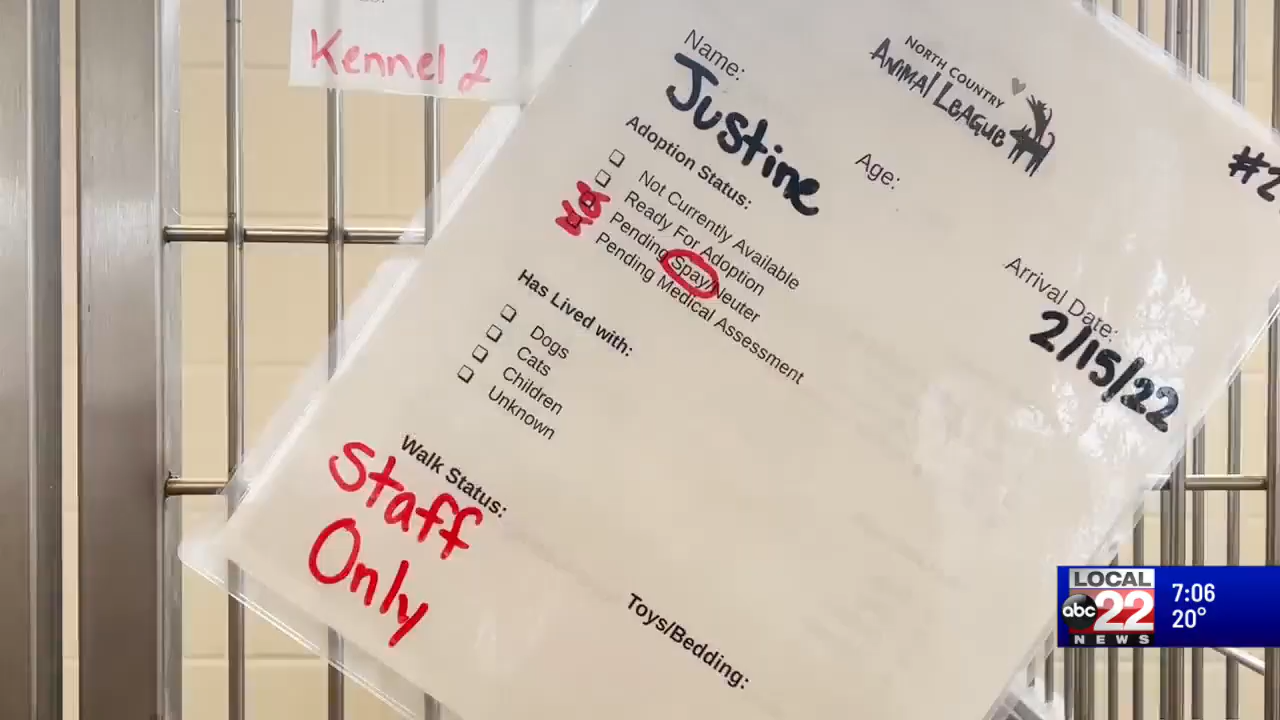 Kennel 2
NORTH COUNTRY
ANIMAL LEAGUE
Name:
Justine
Age:
#2
Adoption Status:
Not Currently Available
Ready For Adoption
Pending Spay/Neuter
Pending Medical Assessment
Arrival Date:
2/15/22
Has Lived with:
Dogs
Cats
Children
Unknown
Walk Status:
Staff
Only
Toys/Bedding:
LOCAL
abc 22
NEWS
7:06
20°